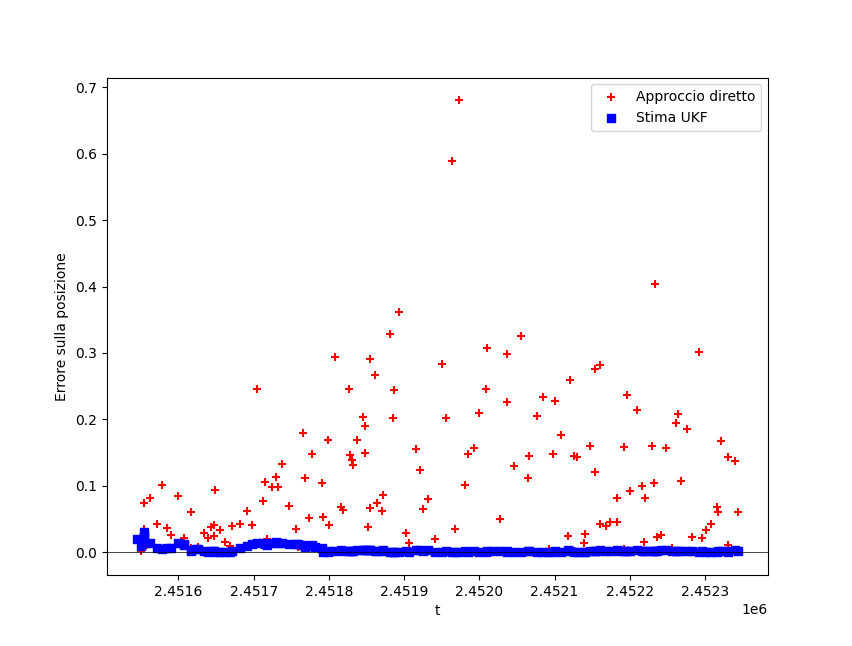 Approccio diretto
Stima UKF
Errore sulla posizione
0.7
0.6
0.5
0.4
0.3
0.2
0.1
0.0
2.4516 2.4517 2.4518 2.4519 2.4520 2.4521 2.4522 2.4523
t
1e6